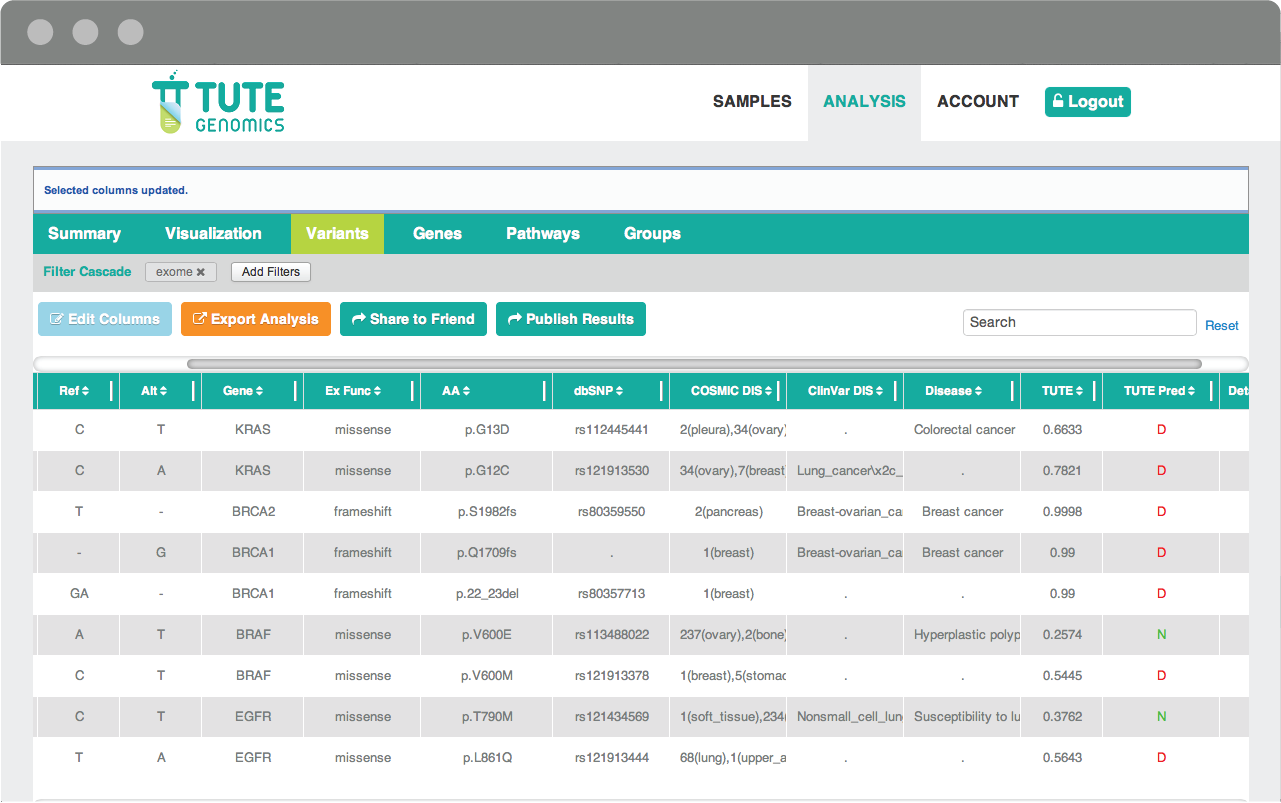 TUTE
GENOMICS
SAMPLES ANALYSIS ACCOUNT Logout
Selected columns updated.
Summary Visualization Variants Genes Pathways Groups
Filter Cascade exome Add Filters
Edit Columns Export Analysis Share to Friend Publish Results Search Reset
Ref Alt Gene Ex Func AA dbSNP COSMIC DIS ClinVar DIS Disease TUTE TUTE Pred Det
C T KRAS missense p.G13D rs112445441 2(pleura),34(ovary) . Colorectal cancer 0.6633 D
C A KRAS missense p.G12C rs121913530 34(ovary),7(breast Lung_cancer\x2c_ . 0.7821 D
T - BRCA2 frameshift p.S1982fs rs80359550 2(pancreas) Breast-ovarian_ca Breast cancer 0.9998 D
- G BRCA1 frameshift p.Q1709fs . 1(breast) Breast-ovarian_ca Breast cancer 0.99 D
GA - BRCA1 frameshift p.22_23del rs80357713 1(breast) . . 0.99 D
A T BRAF missense p.V600E rs113488022 237(ovary),2(bone) . Hyperplastic polyp 0.2574 N
C T BRAF missense p.V600M rs121913378 1(breast),5(stomac . . 0.5445 D
C T EGFR missense p.T790M rs121434569 1(soft_tissue),234( Nonsmall_cell_lun Susceptibility to lu 0.3762 N
T A EGFR missense p.L861Q rs121913444 68(lung),1(upper_a . . 0.5643 D